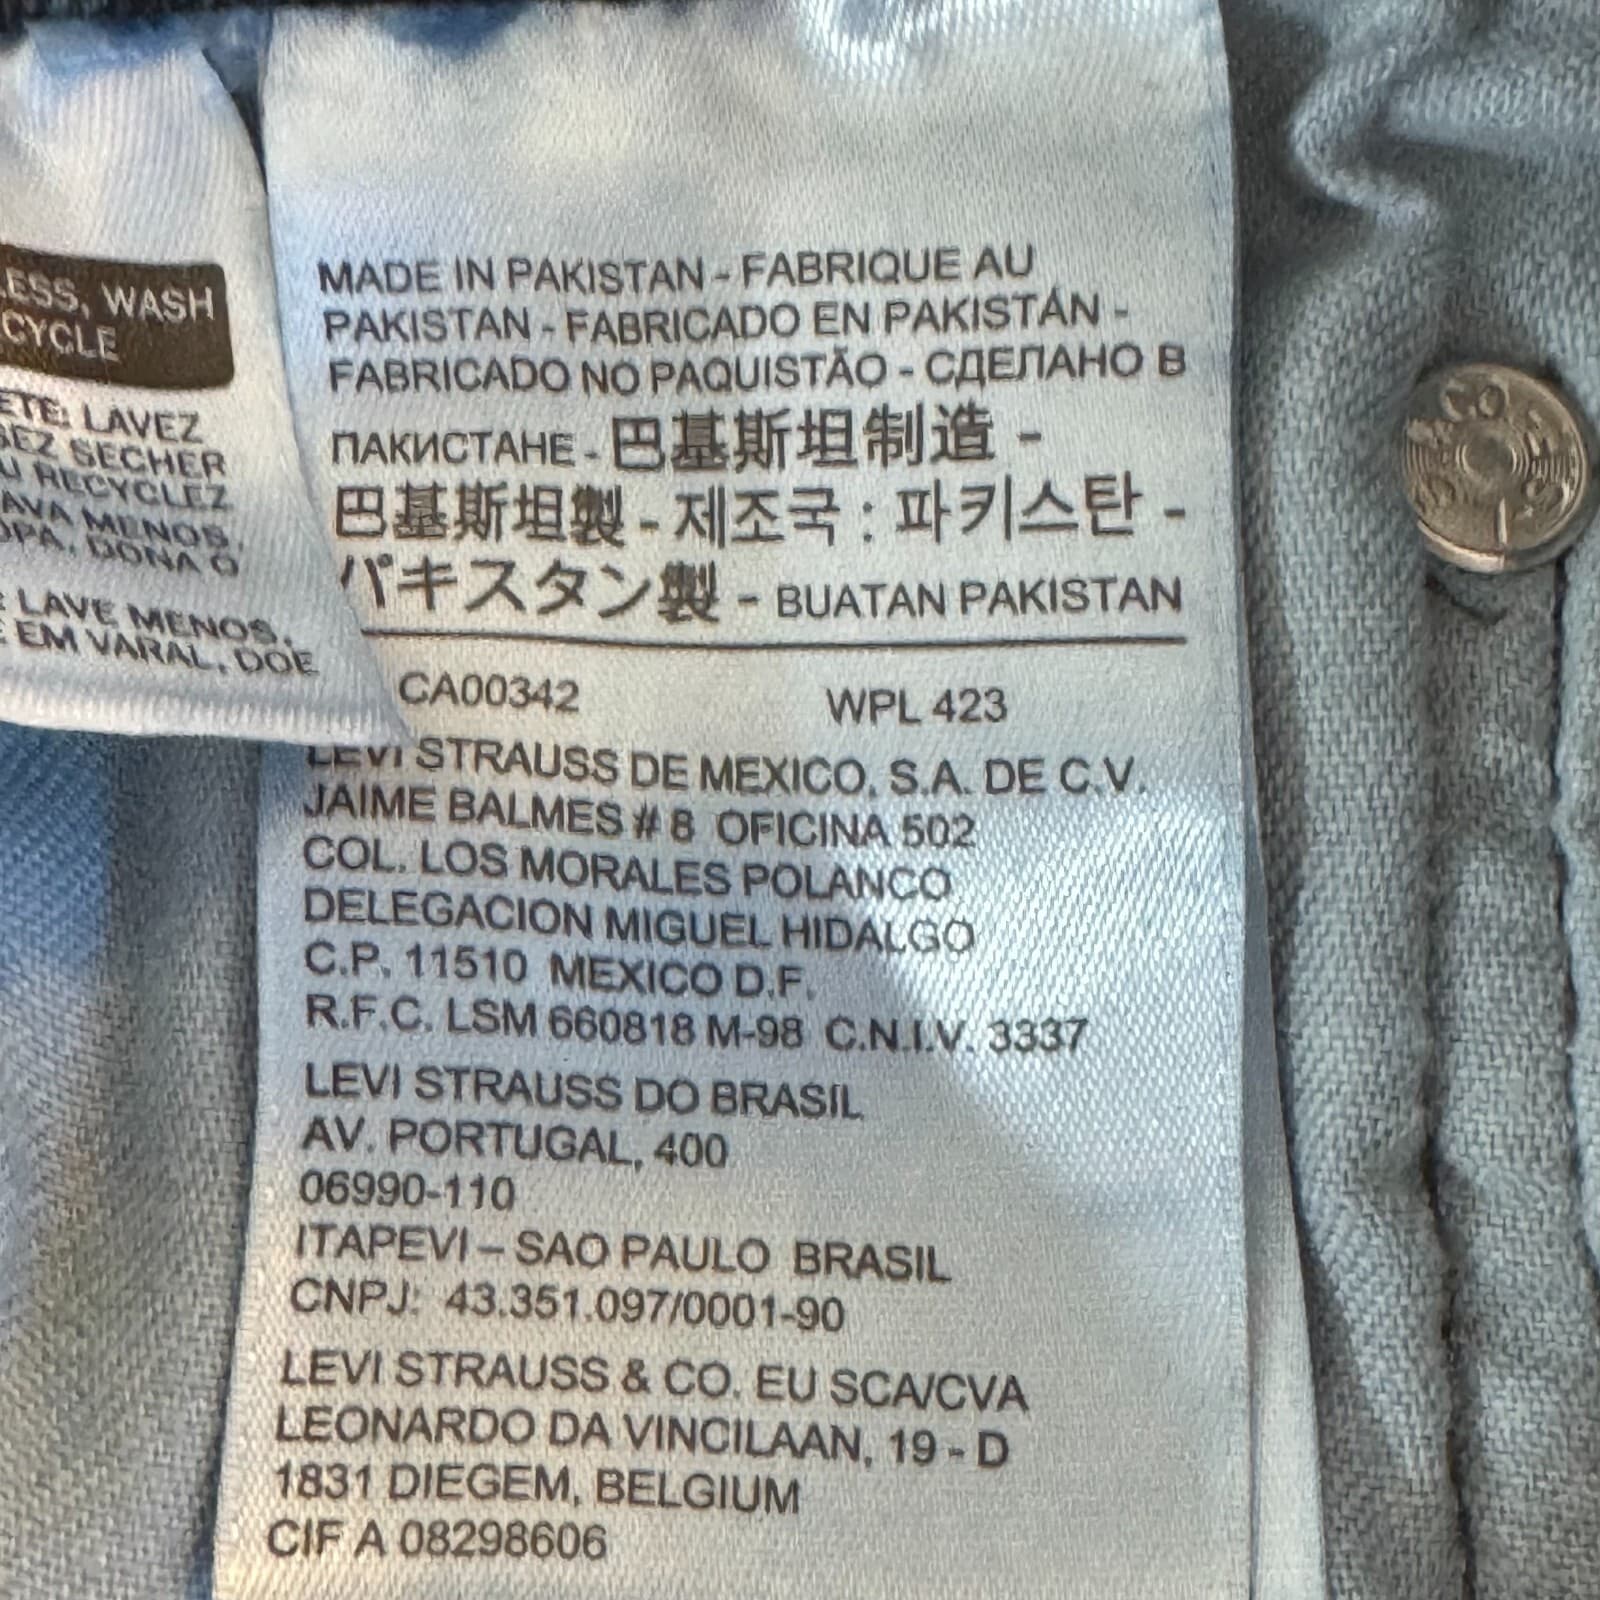 LESS, WASH
CYCLE
LAVEZ
SECHER
RECYCLEZ
MENOS,
DONA O
LAVE MENOS.
EM VARAL, DOE
MADE IN PAKISTAN - FABRIQUE AU
PAKISTAN - FABRICADO EN PAKISTÁN -
FABRICADO NO PAQUISTÃO - СДЕЛАНО В
ПАКИСТАНЕ - 巴基斯坦制造 -
巴基斯坦製 - 제조국 : 파키스탄 -
パキスタン製 - BUATAN PAKISTAN
CA00342 WPL 423
LEVI STRAUSS DE MEXICO, S.A. DE C.V.
JAIME BALMES # 8 OFICINA 502
COL. LOS MORALES POLANCO
DELEGACION MIGUEL HIDALGO
C.P. 11510 MEXICO D.F.
R.F.C. LSM 660818 M-98 C.N.I.V. 3337
LEVI STRAUSS DO BRASIL
AV. PORTUGAL, 400
06990-110
ITAPEVI – SAO PAULO BRASIL
CNPJ: 43.351.097/0001-90
LEVI STRAUSS & CO. EU SCA/CVA
LEONARDO DA VINCILAAN, 19 - D
1831 DIEGEM, BELGIUM
CIF A 08298606